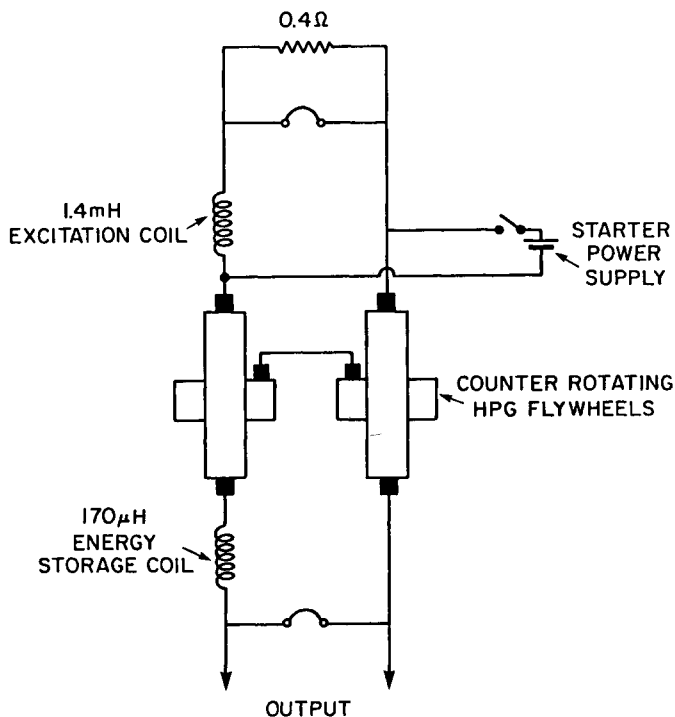 0.4Ω
1.4mH
EXCITATION COIL
STARTER
POWER
SUPPLY
COUNTER ROTATING
HPG FLYWHEELS
170μH
ENERGY
STORAGE COIL
OUTPUT